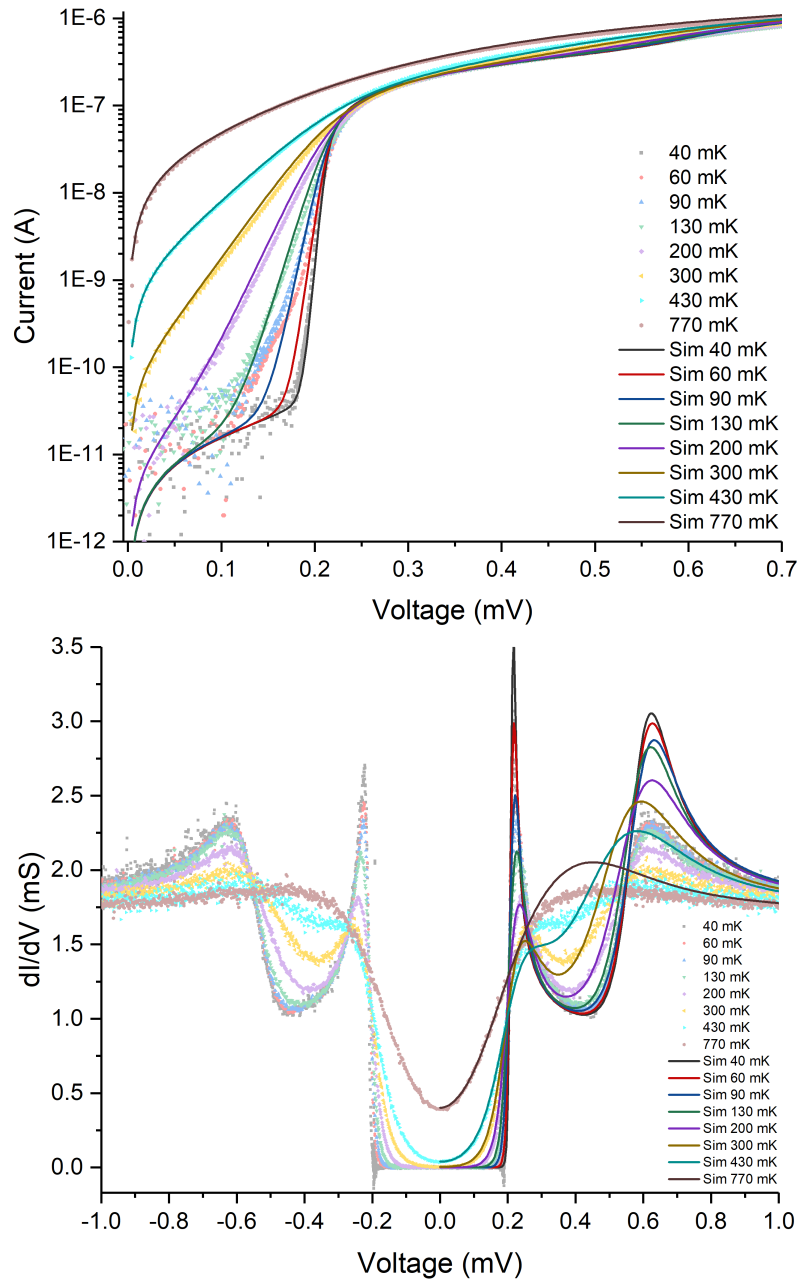 1E-6
1E-7
1E-8
1E-9
1E-10
1E-11
1E-12
Current (A)
40 mK
60 mK
90 mK
130 mK
200 mK
300 mK
430 mK
770 mK
Sim 40 mK
Sim 60 mK
Sim 90 mK
Sim 130 mK
Sim 200 mK
Sim 300 mK
Sim 430 mK
Sim 770 mK
0.0 0.1 0.2 0.3 0.4 0.5 0.6 0.7
Voltage (mV)
3.5
3.0
2.5
2.0
1.5
1.0
0.5
0.0
dI/dV (mS)
40 mK
60 mK
90 mK
130 mK
200 mK
300 mK
430 mK
770 mK
Sim 40 mK
Sim 60 mK
Sim 90 mK
Sim 130 mK
Sim 200 mK
Sim 300 mK
Sim 430 mK
Sim 770 mK
-1.0 -0.8 -0.6 -0.4 -0.2 0.0 0.2 0.4 0.6 0.8 1.0
Voltage (mV)